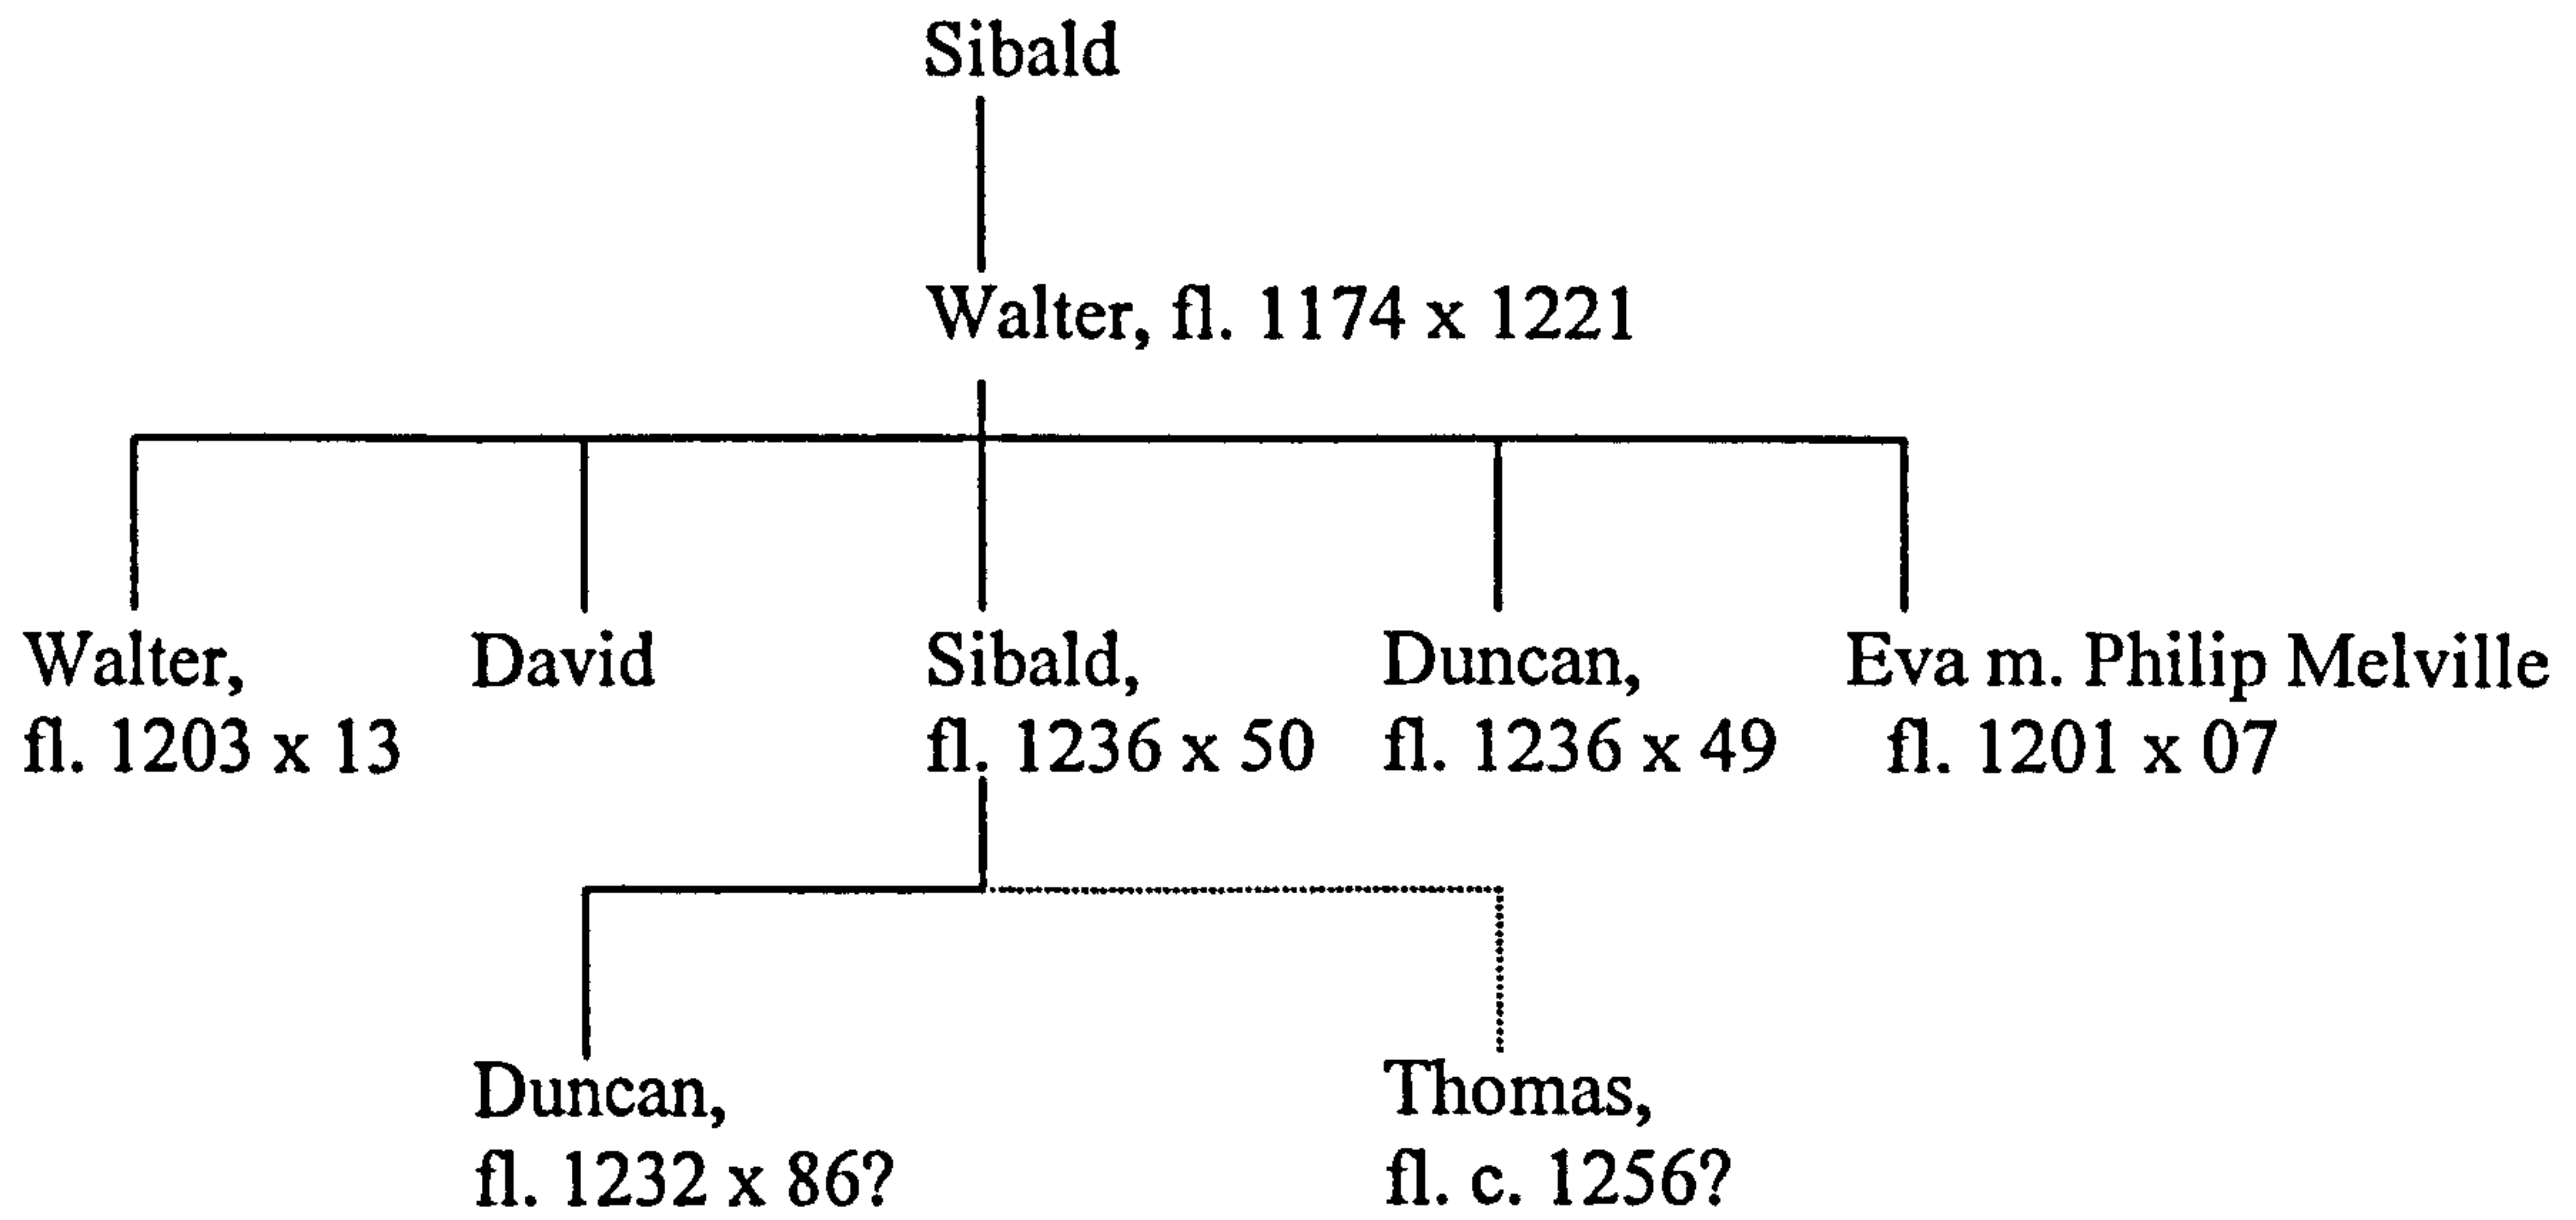 Sibald
Walter, fl. 1174 x 1221
Walter,
fl. 1203 x 13
David
Sibald,
fl. 1236 x 50
Duncan,
fl. 1236 x 49
Eva m. Philip Melville
fl. 1201 x 07
Duncan,
fl. 1232 x 86?
Thomas,
fl. c. 1256?